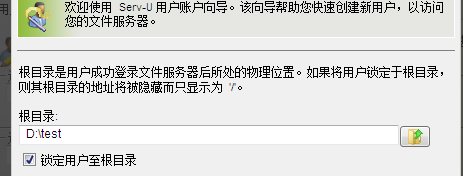 欢迎使用 Serv-U 用户账户向导。该向导帮助您快速创建新用户，以访
问您的文件服务器。
根目录是用户成功登录文件服务器后所处的物理位置。如果将用户锁定于根目录，
则其根目录的地址将被隐藏而只显示为 '/'。
根目录:
D:\test
锁定用户至根目录